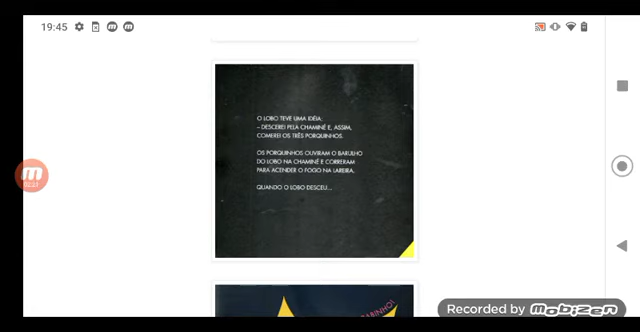 19:45
O LOBO TEVE UMA IDÉIA:
– DESCEREI PELA CHAMINÉ E, ASSIM,
COMEREI OS TRÊS PORQUINHOS.
OS PORQUINHOS OUVIRAM O BARULHO
DO LOBO NA CHAMINÉ E CORRERAM
PARA ACENDER O FOGO NA LAREIRA.
QUANDO O LOBO DESCEU...
Recorded by MOBIZEN